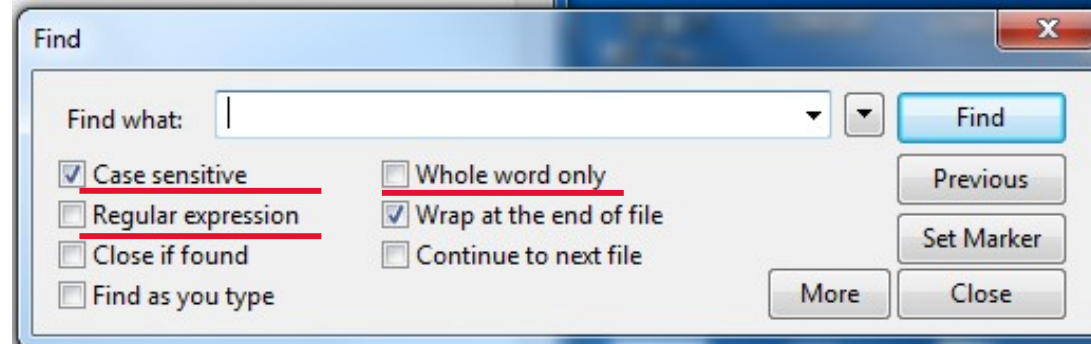 Find
Find what:
Find
Case sensitive
Whole word only
Previous
Regular expression
Wrap at the end of file
Set Marker
Close if found
Continue to next file
Find as you type
More
Close